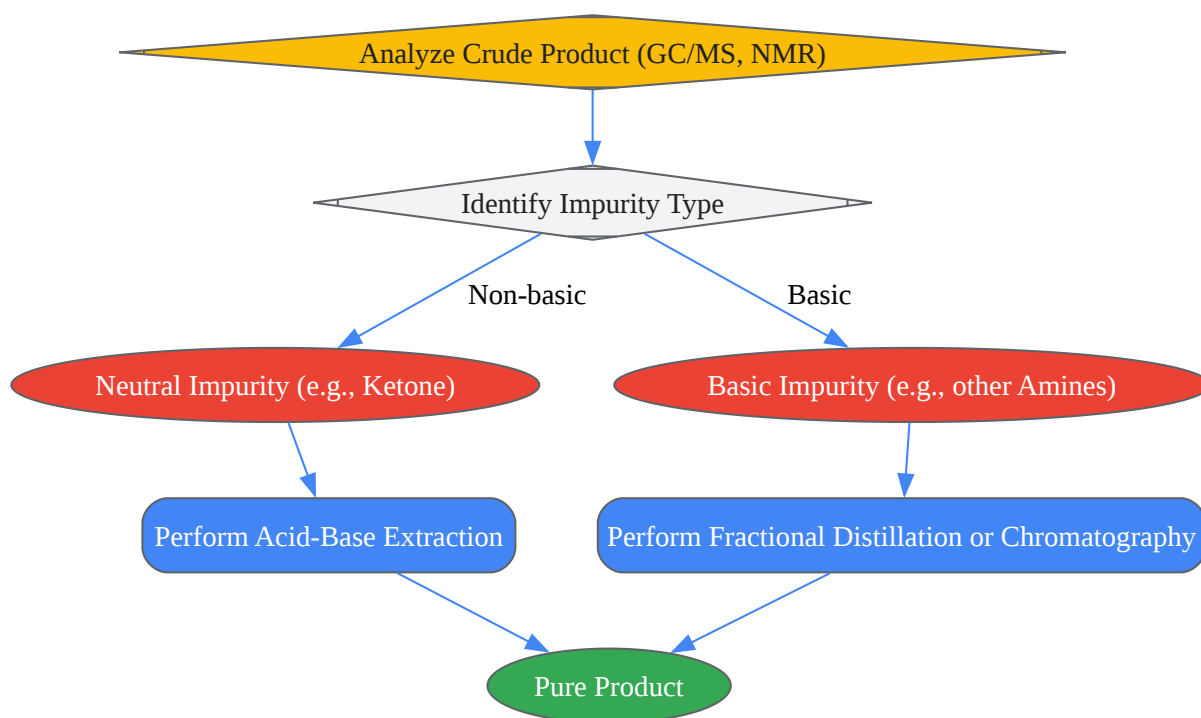 Analyze Crude Product (GC/MS, NMR)
Identify Impurity Type
Non-basic
Basic
Neutral Impurity (e.g., Ketone)
Basic Impurity (e.g., other Amines)
Perform Acid-Base Extraction
Perform Fractional Distillation or Chromatography
Pure Product